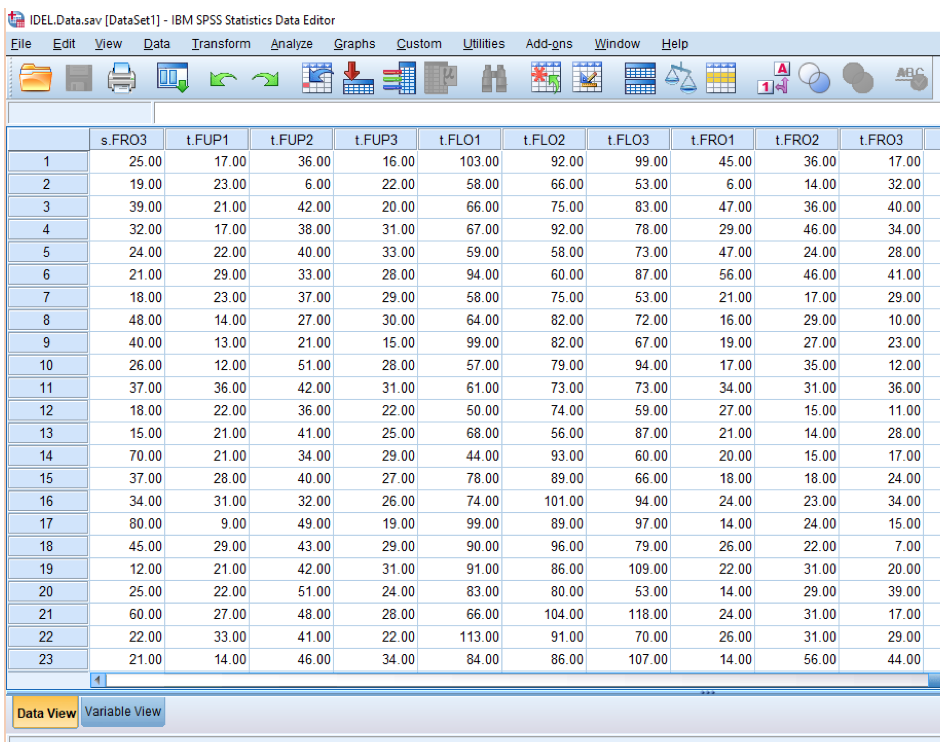 IDEL.Data.sav [DataSet1] - IBM SPSS Statistics Data Editor
File Edit View Data Transform Analyze Graphs Custom Utilities Add-ons Window Help
A
1
ABC
µ
s.FRO3 t.FUP1 t.FUP2 t.FUP3 t.FLO1 t.FLO2 t.FLO3 t.FRO1 t.FRO2 t.FRO3
1 25.00 17.00 36.00 16.00 103.00 92.00 99.00 45.00 36.00 17.00
2 19.00 23.00 6.00 22.00 58.00 66.00 53.00 6.00 14.00 32.00
3 39.00 21.00 42.00 20.00 66.00 75.00 83.00 47.00 36.00 40.00
4 32.00 17.00 38.00 31.00 67.00 92.00 78.00 29.00 46.00 34.00
5 24.00 22.00 40.00 33.00 59.00 58.00 73.00 47.00 24.00 28.00
6 21.00 29.00 33.00 28.00 94.00 60.00 87.00 56.00 46.00 41.00
7 18.00 23.00 37.00 29.00 58.00 75.00 53.00 21.00 17.00 29.00
8 48.00 14.00 27.00 30.00 64.00 82.00 72.00 16.00 29.00 10.00
9 40.00 13.00 21.00 15.00 99.00 82.00 67.00 19.00 27.00 23.00
10 26.00 12.00 51.00 28.00 57.00 79.00 94.00 17.00 35.00 12.00
11 37.00 36.00 42.00 31.00 61.00 73.00 73.00 34.00 31.00 36.00
12 18.00 22.00 36.00 22.00 50.00 74.00 59.00 27.00 15.00 11.00
13 15.00 21.00 41.00 25.00 68.00 56.00 87.00 21.00 14.00 28.00
14 70.00 21.00 34.00 29.00 44.00 93.00 60.00 20.00 15.00 17.00
15 37.00 28.00 40.00 27.00 78.00 89.00 66.00 18.00 18.00 24.00
16 34.00 31.00 32.00 26.00 74.00 101.00 94.00 24.00 23.00 34.00
17 80.00 9.00 49.00 19.00 99.00 89.00 97.00 14.00 24.00 15.00
18 45.00 29.00 43.00 29.00 90.00 96.00 79.00 26.00 22.00 7.00
19 12.00 21.00 42.00 31.00 91.00 86.00 109.00 22.00 31.00 20.00
20 25.00 22.00 51.00 24.00 83.00 80.00 53.00 14.00 29.00 39.00
21 60.00 27.00 48.00 28.00 66.00 104.00 118.00 24.00 31.00 17.00
22 22.00 33.00 41.00 22.00 113.00 91.00 70.00 26.00 31.00 29.00
23 21.00 14.00 46.00 34.00 84.00 86.00 107.00 14.00 56.00 44.00
Data View Variable View